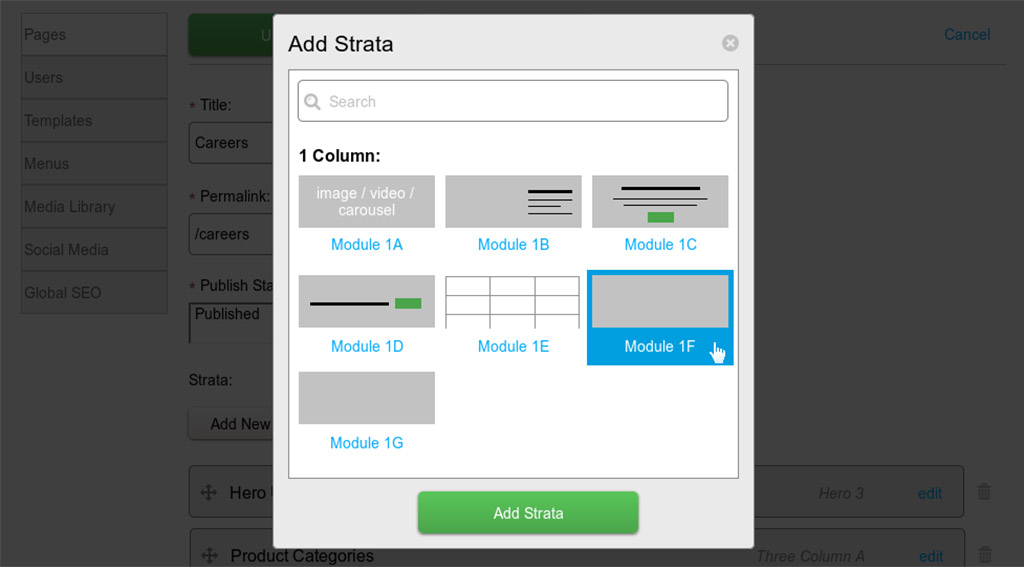 Pages
Users
Templates
Menus
Media Library
Social Media
Global SEO
Cancel
* Title:
Careers
* Permalink:
/careers
* Publish
Published
Strata:
Add New
Hero
Hero 3
edit
Product Categories
Three Column A
edit
Add Strata
Search
1 Column:
image / video /
carousel
Module 1A
Module 1B
Module 1C
Module 1D
Module 1E
Module 1F
Module 1G
Add Strata